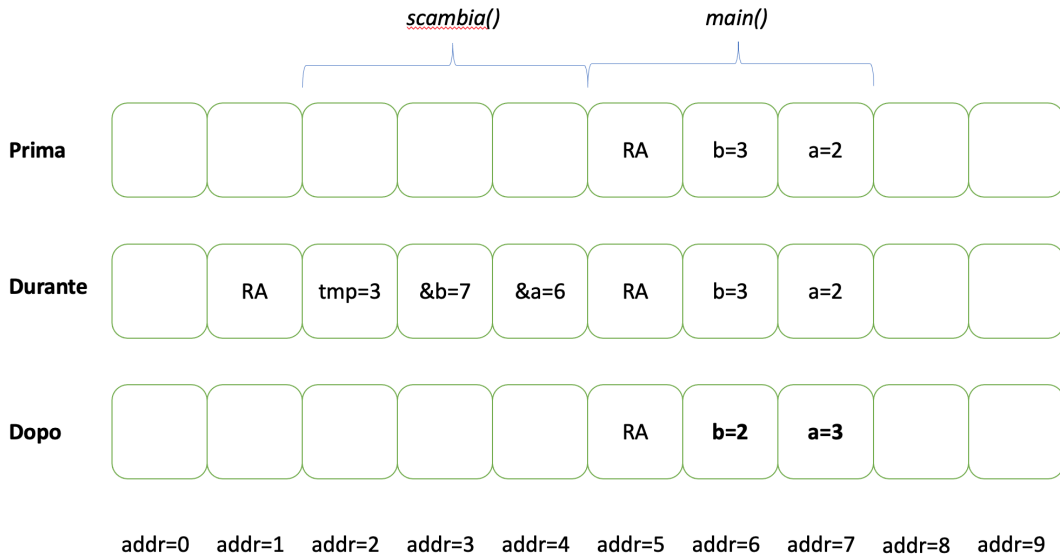 scambia() main()
Prima RA b=3 a=2
Durante RA tmp=3 &b=7 &a=6 RA b=3 a=2
Dopo RA b=2 a=3
addr=0 addr=1 addr=2 addr=3 addr=4 addr=5 addr=6 addr=7 addr=8 addr=9